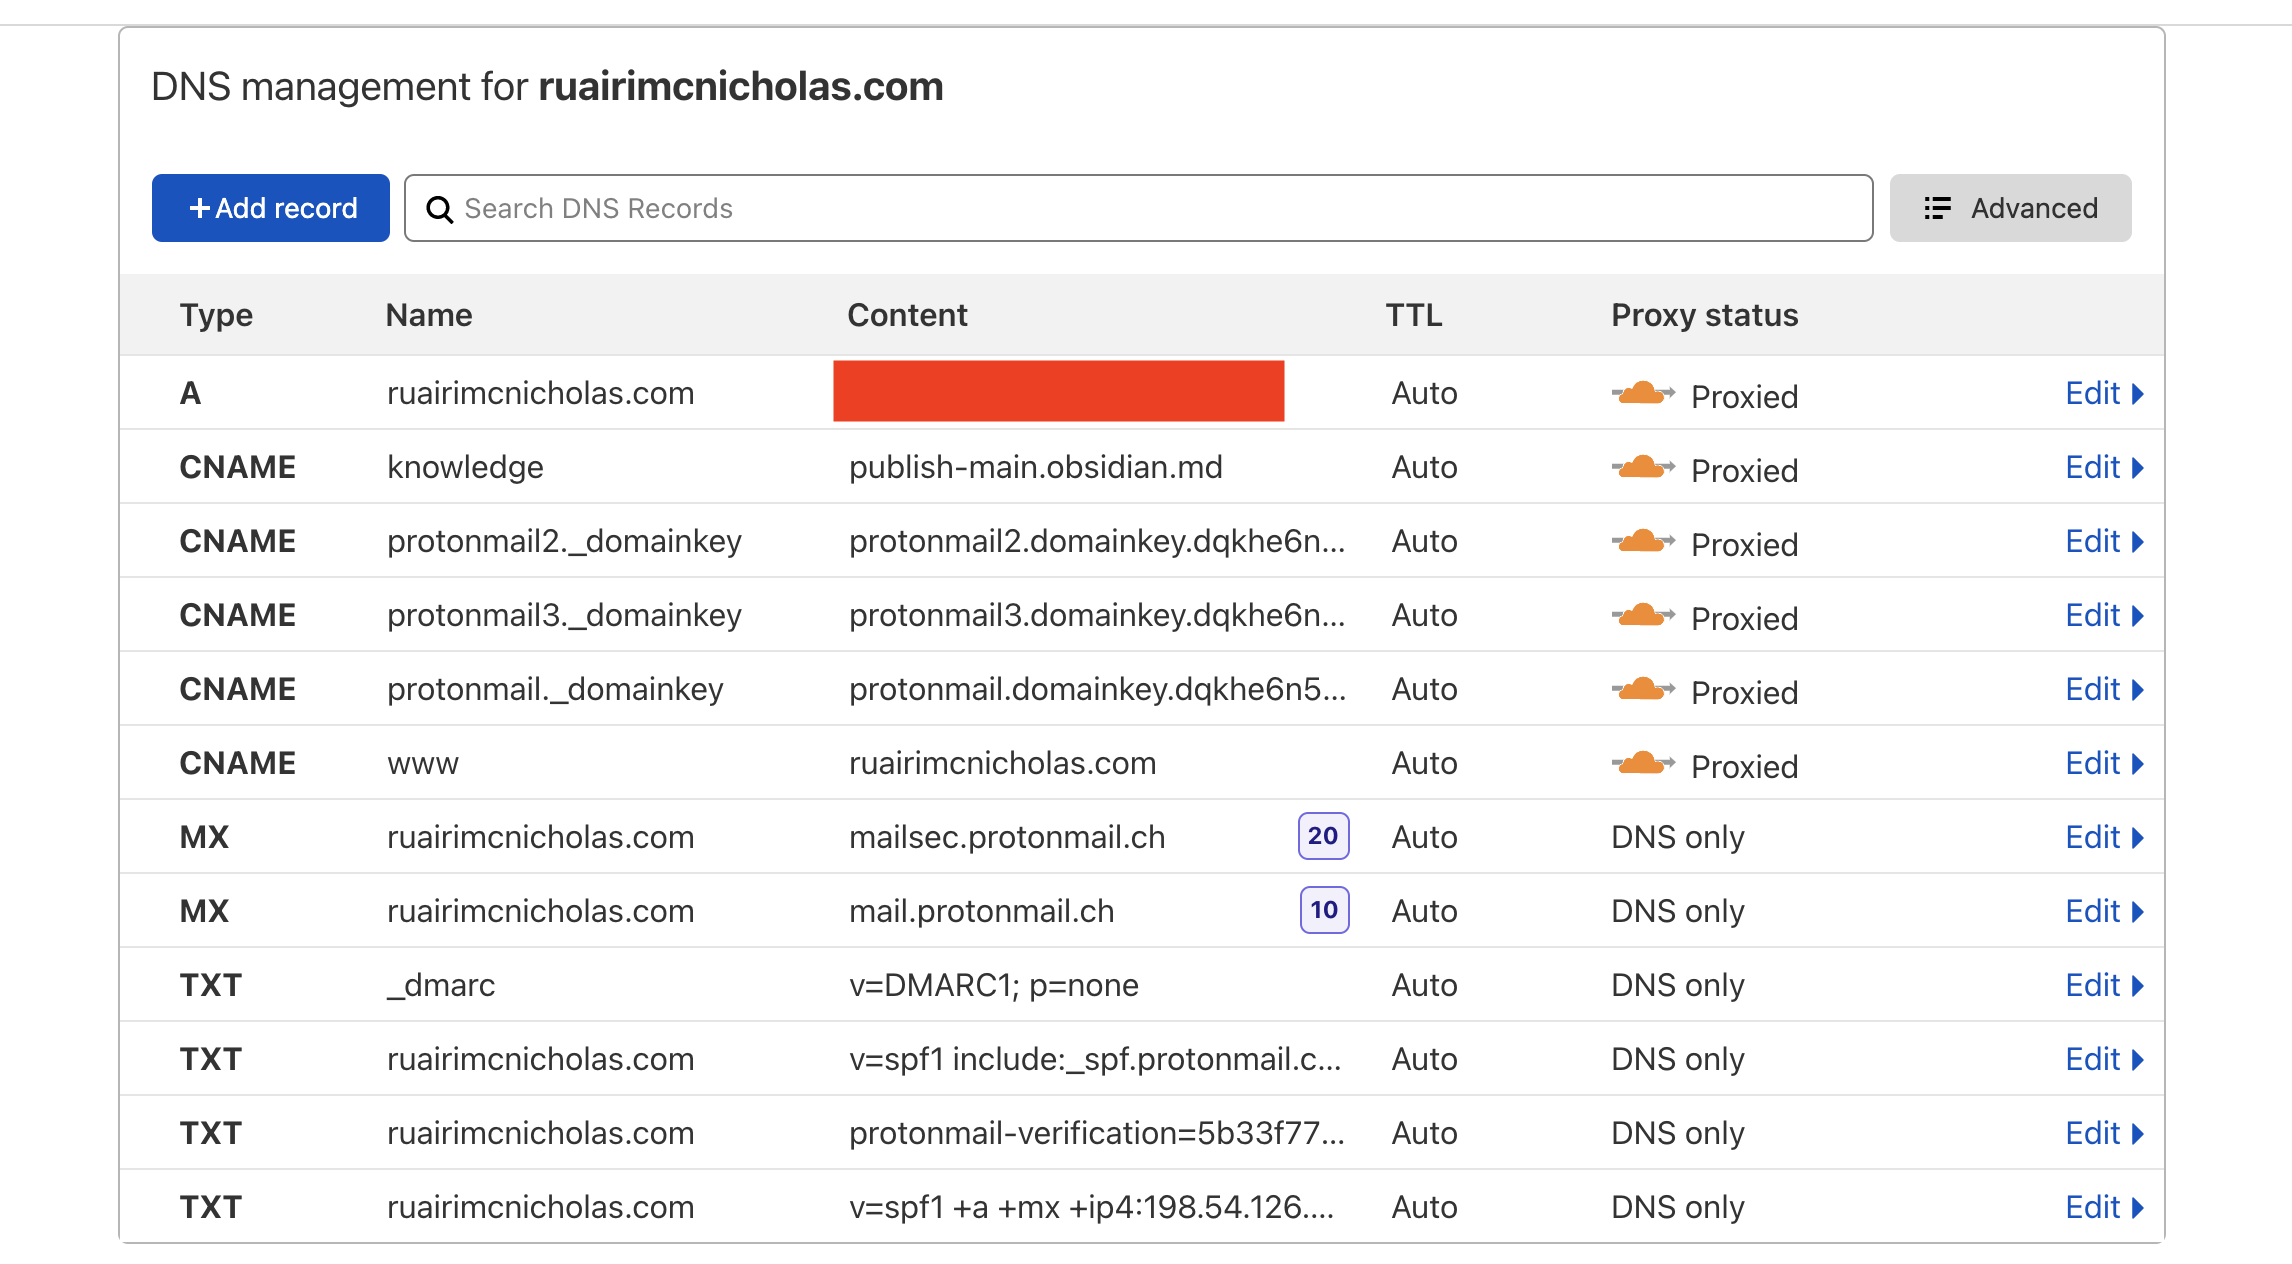 DNS management for ruairimcnicholas.com
+ Add record
Search DNS Records
Advanced
Type Name Content TTL Proxy status
A ruairimcnicholas.com Auto Proxied Edit
CNAME knowledge publish-main.obsidian.md Auto Proxied Edit
CNAME protonmail2._domainkey protonmail2.domainkey.dqkhe6n... Auto Proxied Edit
CNAME protonmail3._domainkey protonmail3.domainkey.dqkhe6n... Auto Proxied Edit
CNAME protonmail._domainkey protonmail.domainkey.dqkhe6n5... Auto Proxied Edit
CNAME www ruairimcnicholas.com Auto Proxied Edit
MX ruairimcnicholas.com mailsec.protonmail.ch 20 Auto DNS only Edit
MX ruairimcnicholas.com mail.protonmail.ch 10 Auto DNS only Edit
TXT _dmarc v=DMARC1; p=none Auto DNS only Edit
TXT ruairimcnicholas.com v=spf1 include:_spf.protonmail.c... Auto DNS only Edit
TXT ruairimcnicholas.com protonmail-verification=5b33f77... Auto DNS only Edit
TXT ruairimcnicholas.com v=spf1 +a +mx +ip4:198.54.126.... Auto DNS only Edit